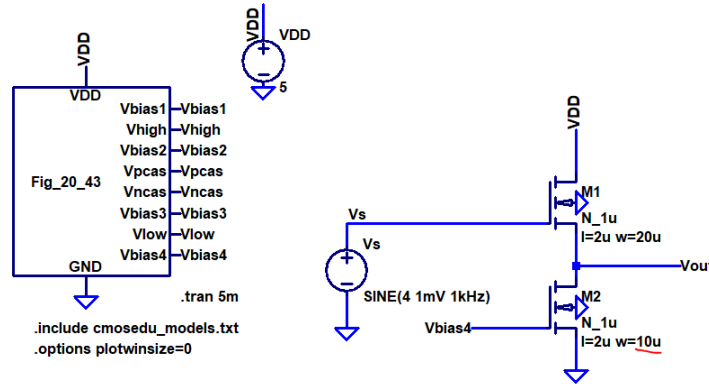 VDD
VDD
VDD
5
Vbias1
Vbias1
Vhigh
Vhigh
Vbias2
Vbias2
Fig_20_43
Vpcas
Vpcas
Vncas
Vncas
Vbias3
Vbias3
Vlow
Vlow
Vbias4
Vbias4
GND
.tran 5m
.include cmosedu_models.txt
.options plotwinsize=0
VDD
M1
N_1u
l=2u w=20u
Vs
Vs
SINE(4 1mV 1kHz)
Vout
M2
N_1u
l=2u w=10u
Vbias4